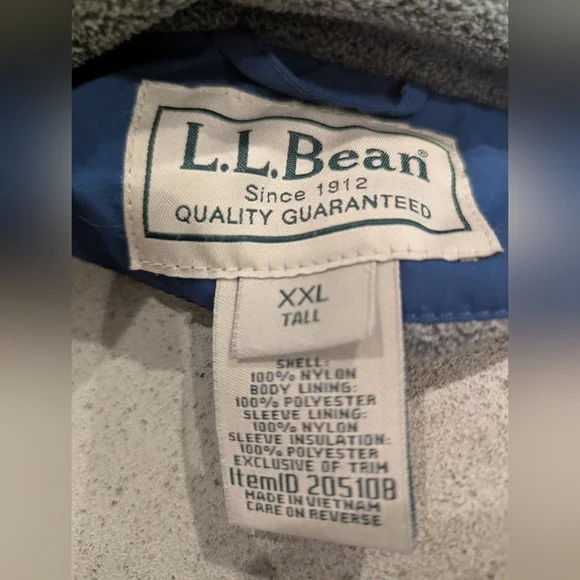 L.L.Bean®
Since 1912
QUALITY GUARANTEED
XXL
TALL
SHELL:
100% NYLON
BODY LINING:
100% POLYESTER
SLEEVE LINING:
100% NYLON
SLEEVE INSULATION:
100% POLYESTER
EXCLUSIVE OF TRIM
ItemID 205108
MADE IN VIETNAM
CARE ON REVERSE